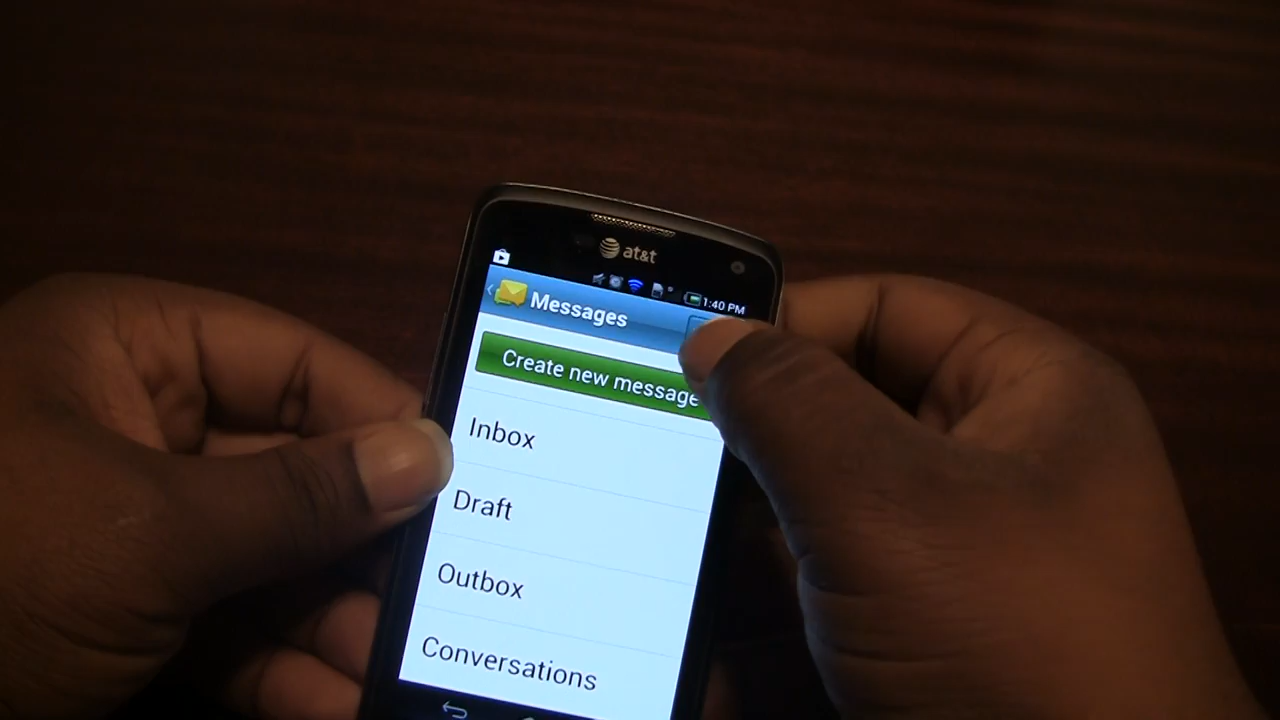 at&t
1:40 PM
Messages
Create new message
Inbox
Draft
Outbox
Conversations